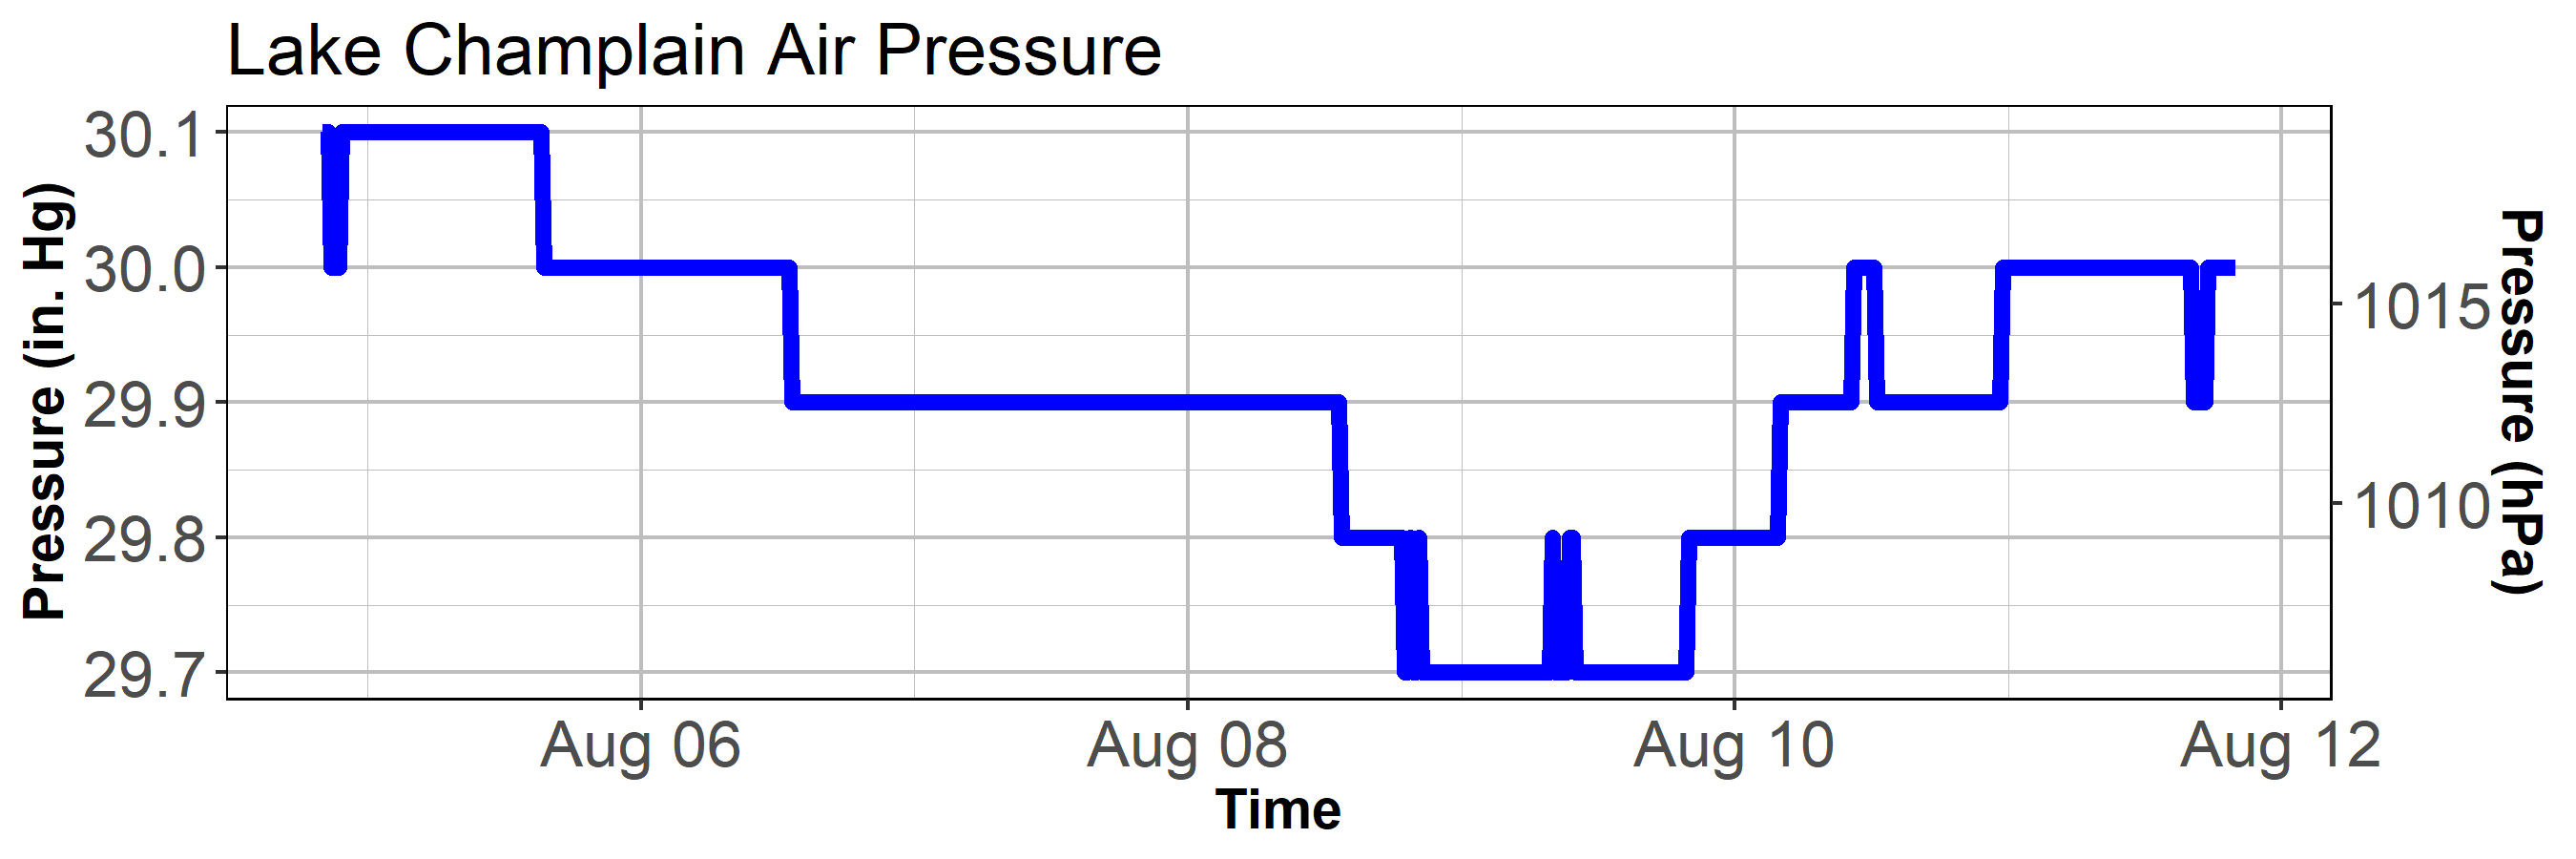 Lake Champlain Air Pressure
30.1
30.0
29.9
29.8
29.7
Pressure (in. Hg)
1015
1010
Pressure (hPa)
Aug 06 Aug 08 Aug 10 Aug 12
Time